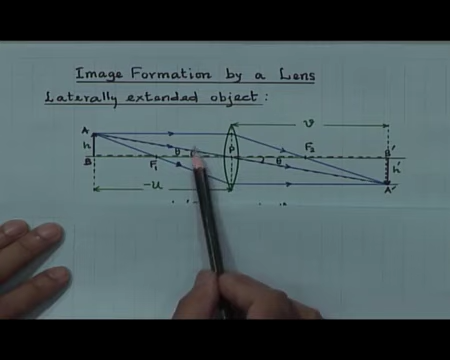 Image Formation by a Lens
Laterally extended object :
v
A
h
B
F₁
θ
P
θ
F₂
B'
h'
A'
-u